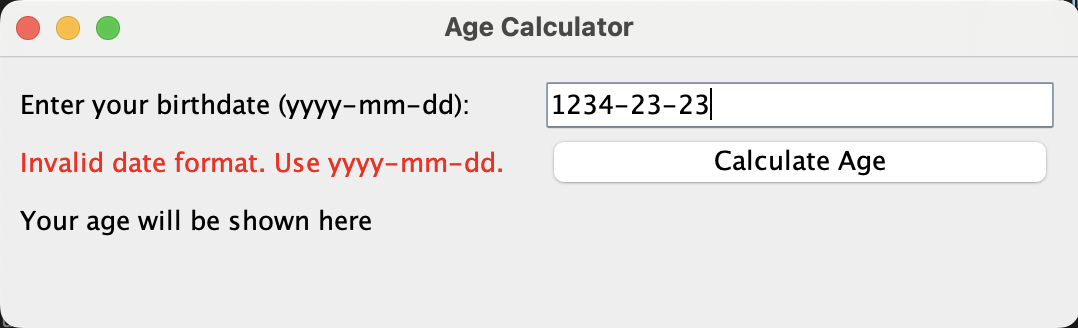 Age Calculator
Enter your birthdate (yyyy-mm-dd): 1234-23-23
Invalid date format. Use yyyy-mm-dd. Calculate Age
Your age will be shown here